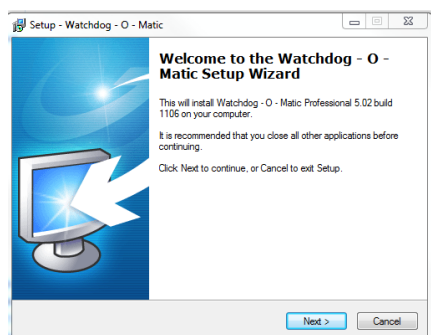 Setup - Watchdog - O - Matic
Welcome to the Watchdog - O -
Matic Setup Wizard
This will install Watchdog - O - Matic Professional 5.02 build
1106 on your computer.
It is recommended that you close all other applications before
continuing.
Click Next to continue, or Cancel to exit Setup.
Next >
Cancel